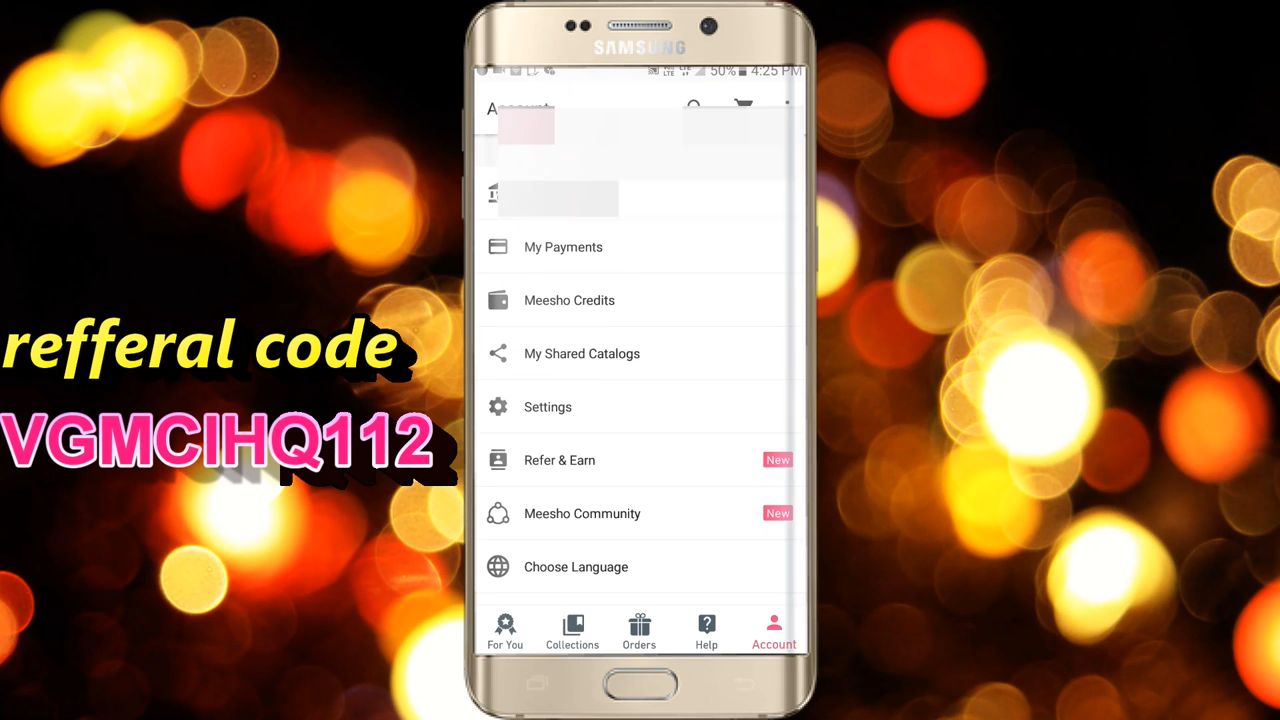 SAMSUNG
50% 4:25 PM
Account
My Payments
Meesho Credits
My Shared Catalogs
Settings
Refer & Earn New
Meesho Community New
Choose Language
For You Collections Orders Help Account
refferal code
VGMCIHQ112